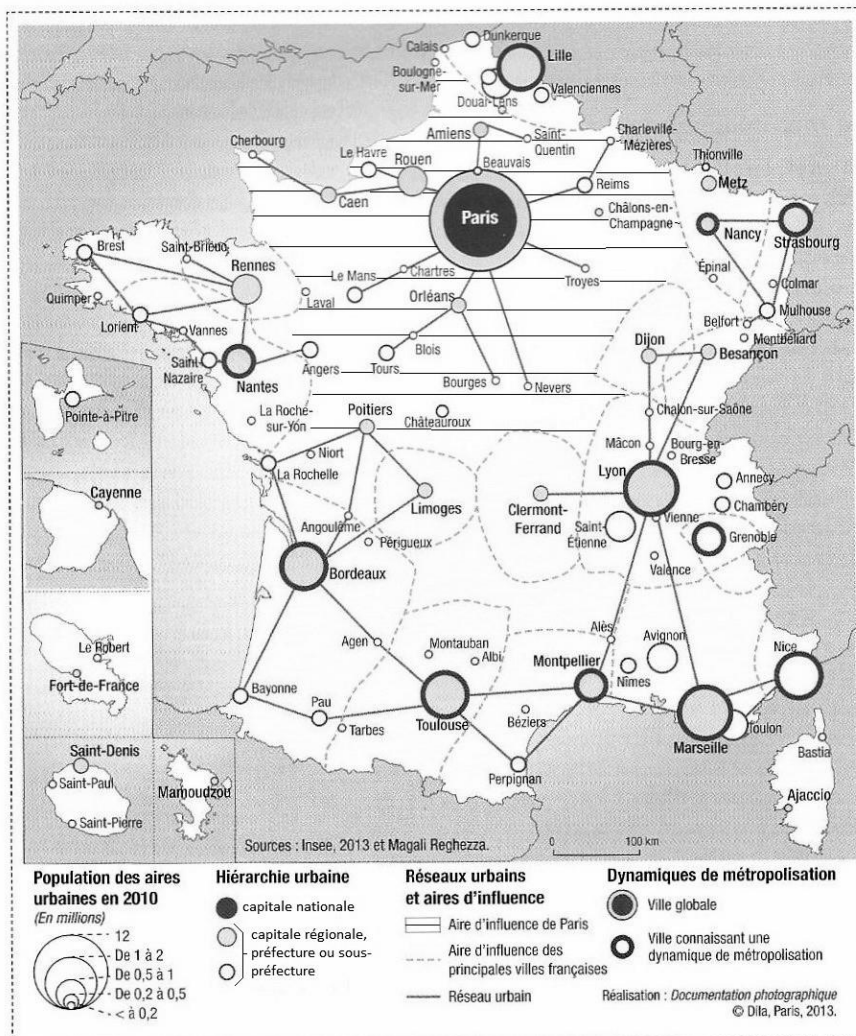 Dunkerque
Calais
Lille
Boulogne-
sur-Mer
Valenciennes
Douai-Lens
Amiens
Saint-
Quentin
Charleville-
Mézières
Cherbourg
Le Havre
Rouen
Beauvais
Thionville
Metz
Caen
Reims
Paris
Châlons-en-
Champagne
Nancy
Strasbourg
Brest
Saint-Brieuc
Rennes
Chartres
Le Mans
Troyes
Épinal
Colmar
Quimper
Laval
Orléans
Mulhouse
Lorient
Vannes
Belfort
Montbéliard
Blois
Dijon
Besançon
Saint
Nazaire
Nantes
Angers
Tours
Bourges
Nevers
Pointe-à-Pitre
La Roche-
sur-Yon
Poitiers
Châteauroux
Chalon-sur-Saône
Niort
Mâcon
Bourg-en-
Bresse
La Rochelle
Lyon
Annecy
Cayenne
Limoges
Clermont-
Ferrand
Chambéry
Angoulême
Saint-
Étienne
Vienne
Grenoble
Périgueux
Valence
Bordeaux
Le Robert
Agen
Montauban
Alès
Avignon
Albi
Nice
Fort-de-France
Montpellier
Nîmes
Bayonne
Pau
Toulouse
Béziers
Tarbes
Marseille
Toulon
Saint-Denis
Perpignan
Bastia
Saint-Paul
Mamoudzou
Ajaccio
Saint-Pierre
Sources : Insee, 2013 et Magali Reghezza.
0 100 km
Population des aires
urbaines en 2010
(En millions)
12
De 1 à 2
De 0,5 à 1
De 0,2 à 0,5
< à 0,2
Hiérarchie urbaine
capitale nationale
capitale régionale,
préfecture ou sous-
préfecture
Réseaux urbains
et aires d'influence
Aire d'influence de Paris
Aire d'influence des
principales villes françaises
Réseau urbain
Dynamiques de métropolisation
Ville globale
Ville connaissant une
dynamique de métropolisation
Réalisation : Documentation photographique
© Dila, Paris, 2013.